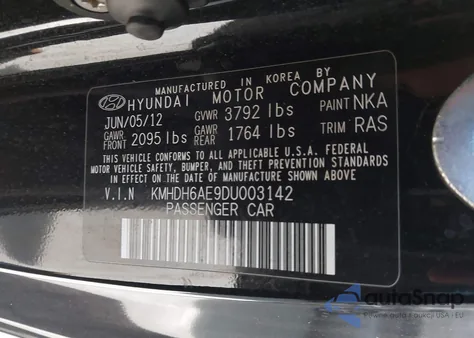 MANUFACTURED IN KOREA BY
HYUNDAI MOTOR COMPANY
JUN/05/12 GVWR 3792 lbs PAINT NKA
GAWR FRONT 2095 lbs GAWR REAR 1764 lbs TRIM RAS
THIS VEHICLE CONFORMS TO ALL APPLICABLE U.S.A. FEDERAL
MOTOR VEHICLE SAFETY, BUMPER, AND THEFT PREVENTION STANDARDS
IN EFFECT ON THE DATE OF MANUFACTURE SHOWN ABOVE.
V.I.N KMHDH6AE9DU003142
PASSENGER CAR
autoSnap